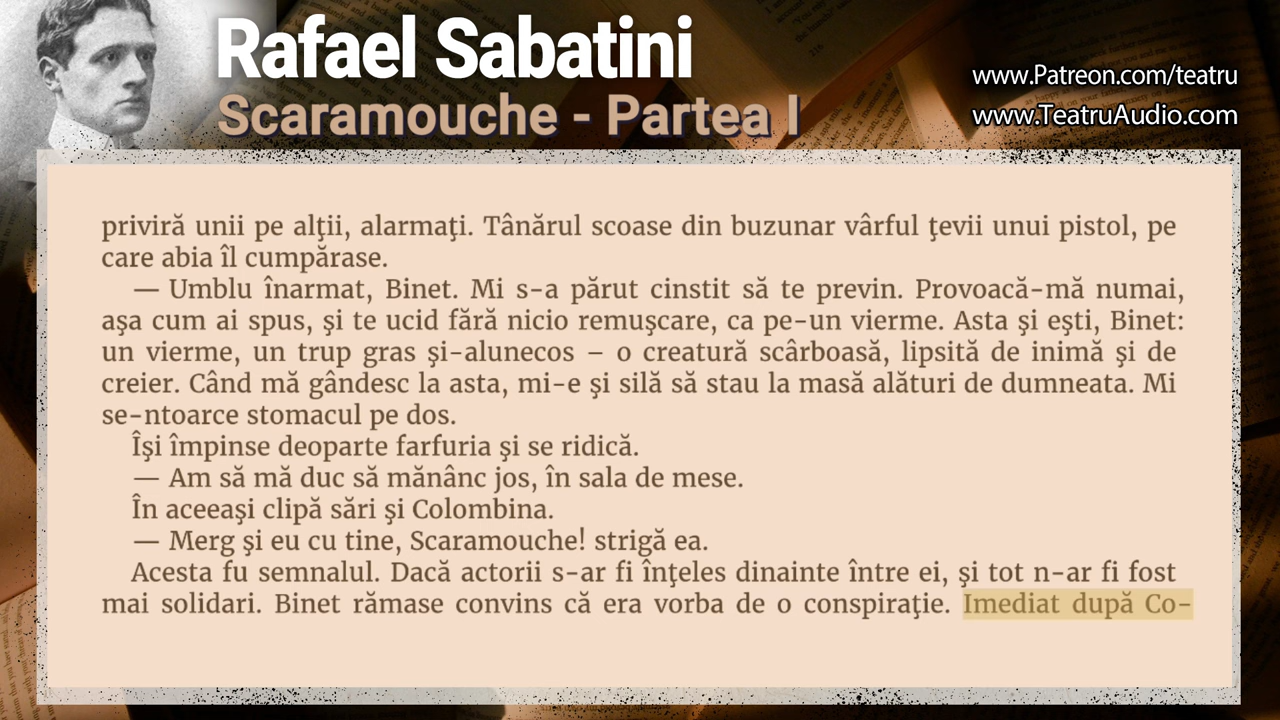 Rafael Sabatini
Scaramouche - Partea I
www.Patreon.com/teatru
www.TeatruAudio.com
priviră unii pe alţii, alarmaţi. Tânărul scoase din buzunar vârful ţevii unui pistol, pe
care abia îl cumpărase.
— Umblu înarmat, Binet. Mi s-a părut cinstit să te previn. Provoacă-mă numai,
aşa cum ai spus, şi te ucid fără nicio remuşcare, ca pe-un vierme. Asta şi eşti, Binet:
un vierme, un trup gras şi-alunecos – o creatură scârboasă, lipsită de inimă şi de
creier. Când mă gândesc la asta, mi-e şi silă să stau la masă alături de dumneata. Mi
se-ntoarce stomacul pe dos.
Îşi împinse deoparte farfuria şi se ridică.
— Am să mă duc să mănânc jos, în sala de mese.
În aceeaşi clipă sări şi Colombina.
— Merg şi eu cu tine, Scaramouche! strigă ea.
Acesta fu semnalul. Dacă actorii s-ar fi înţeles dinainte între ei, şi tot n-ar fi fost
mai solidari. Binet rămase convins că era vorba de o conspiraţie. Imediat după Co-